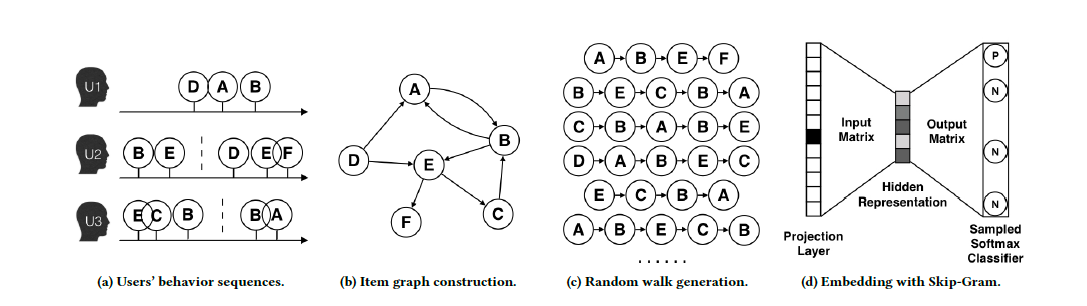 U1
D A B
U2
B E D E F
U3
E C B B A
(a) Users' behavior sequences.
A
B
D
E
F
C
(b) Item graph construction.
A B E F
B E C B A
C B A B E
D A B E C
E C B A
A B E C B
......
(c) Random walk generation.
P
N
N
N
Input
Matrix
Output
Matrix
Hidden
Representation
Projection
Layer
Sampled
Softmax
Classifier
(d) Embedding with Skip-Gram.